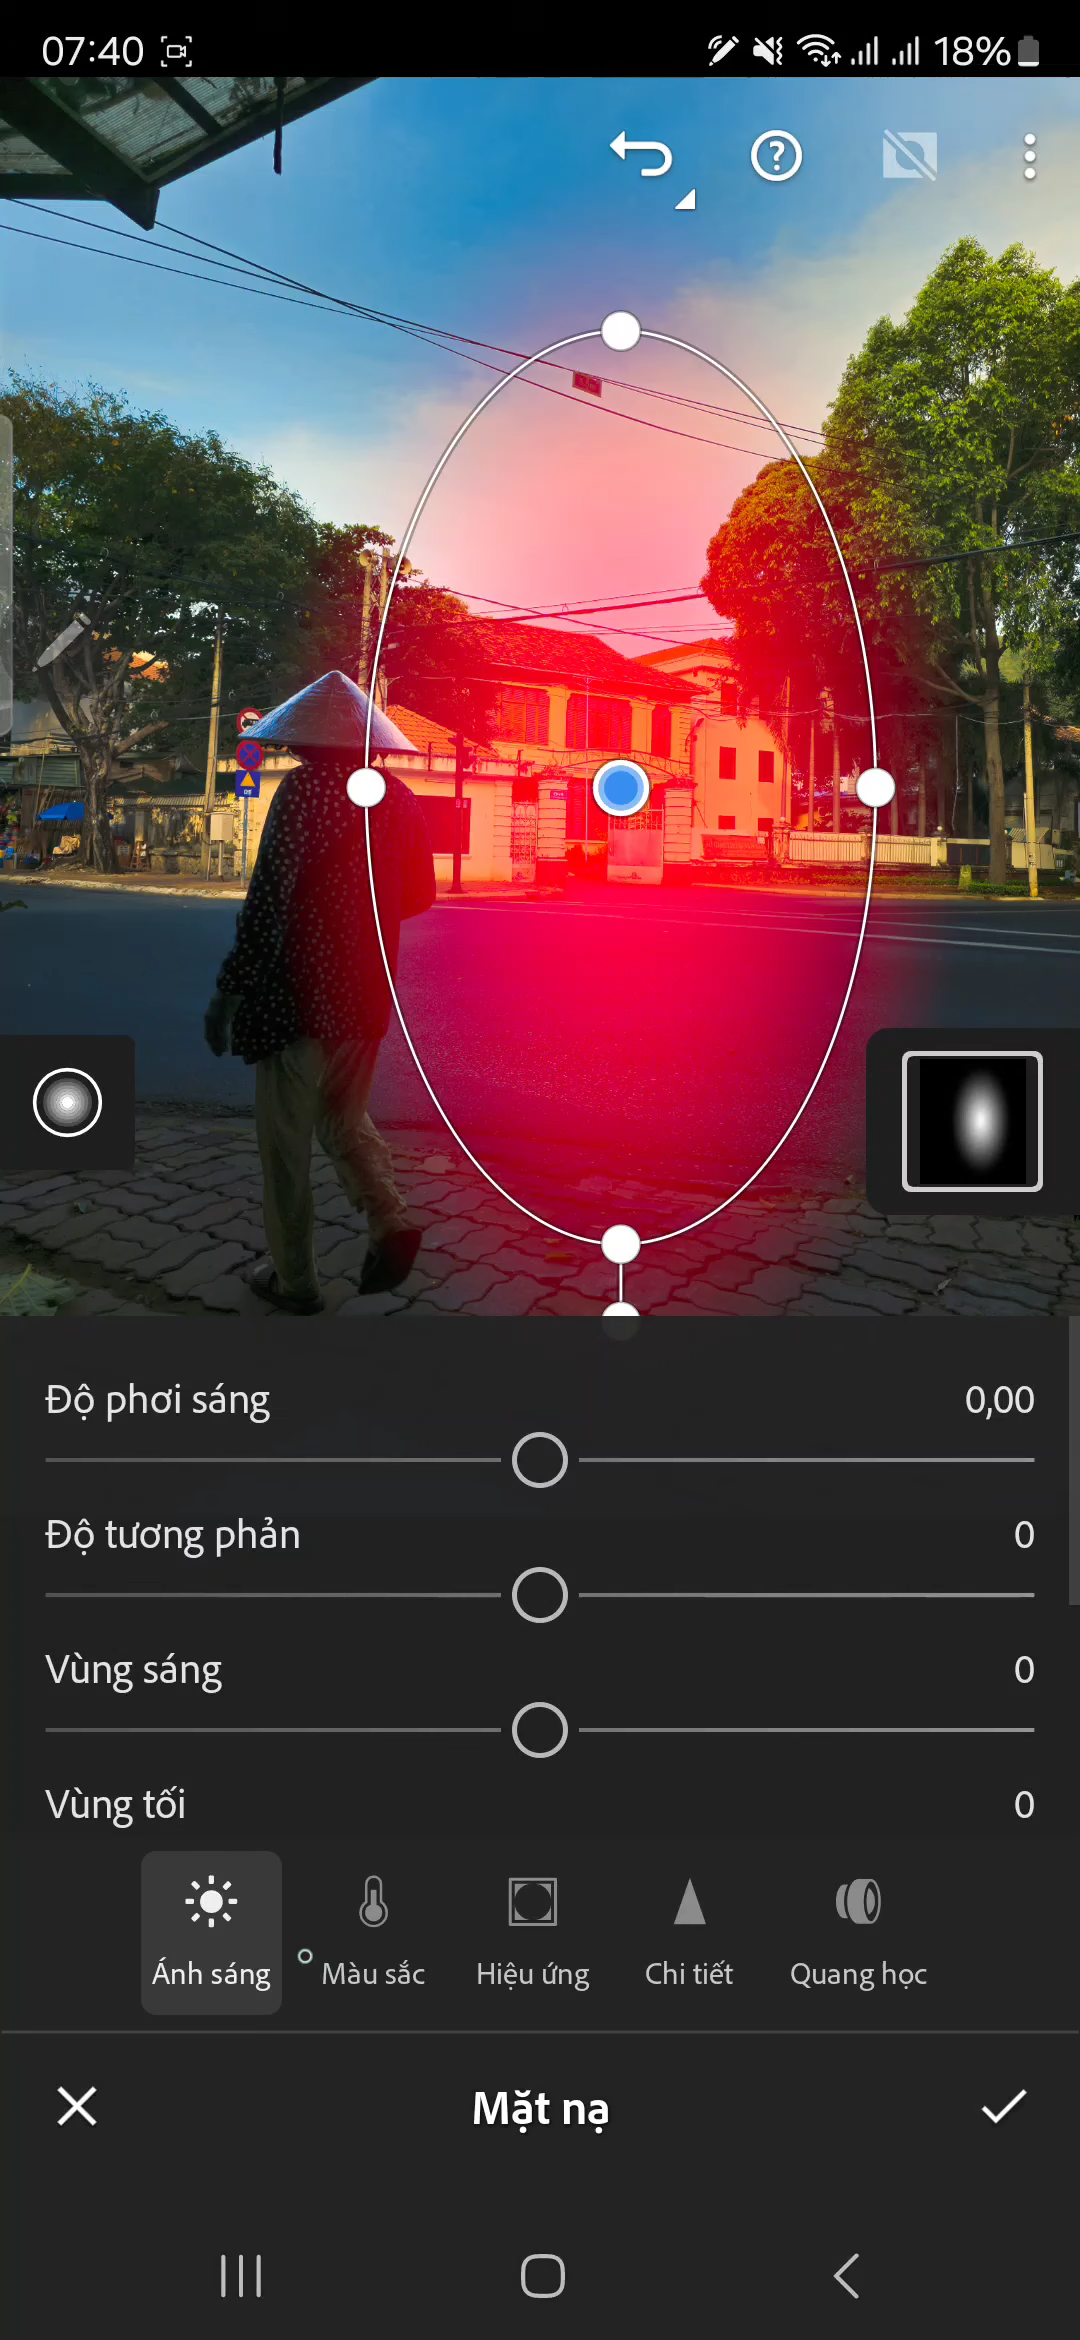 07:40
18%
Độ phơi sáng
0,00
Độ tương phản
0
Vùng sáng
0
Vùng tối
0
Ánh sáng
Màu sắc
Hiệu ứng
Chi tiết
Quang học
Mặt nạ